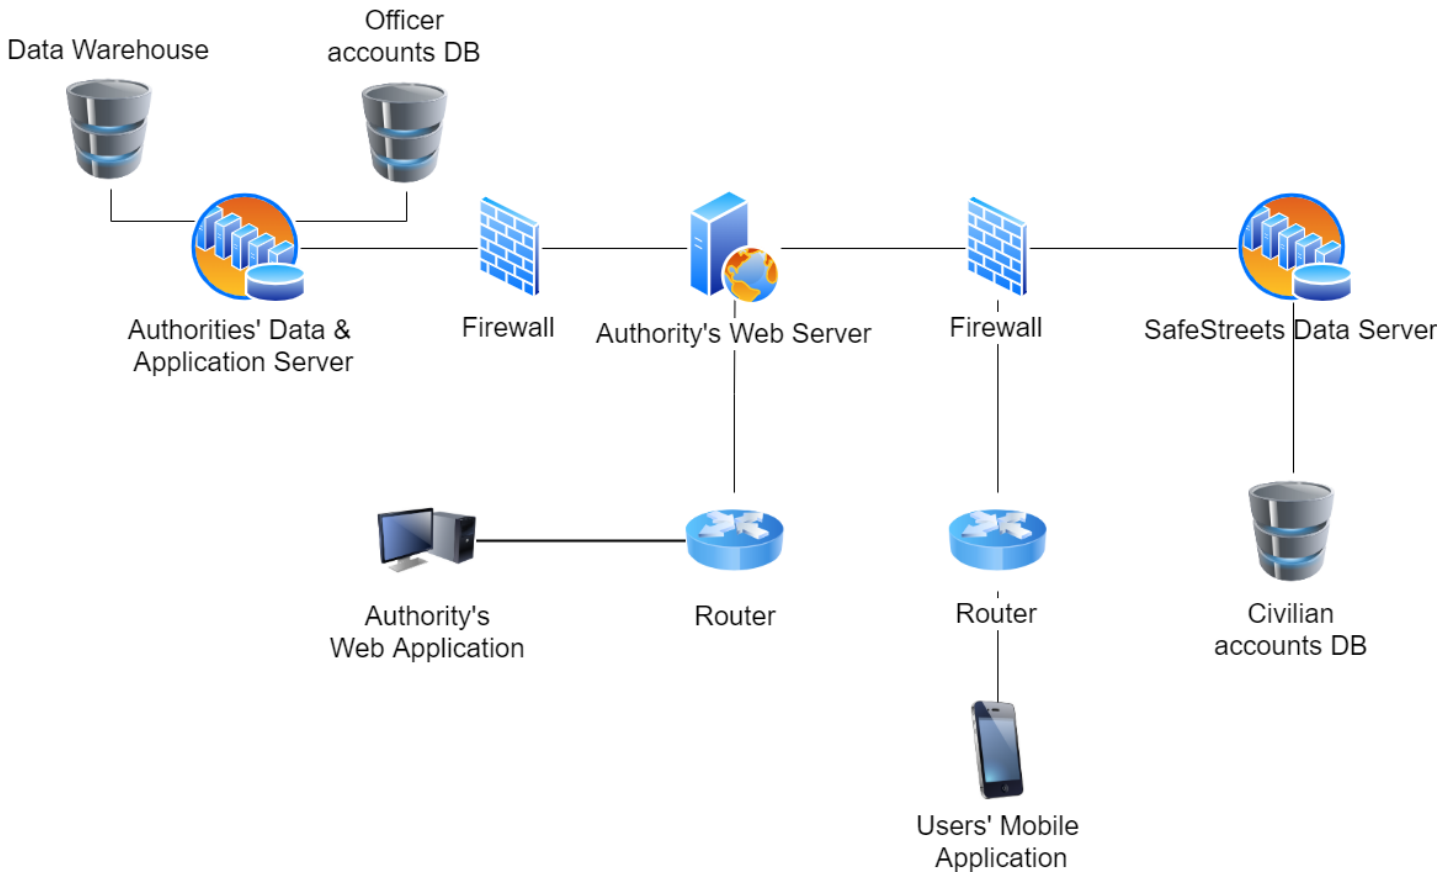 Data Warehouse
Officer
accounts DB
Authorities' Data &
Application Server
Firewall
Authority's Web Server
Firewall
SafeStreets Data Server
Authority's
Web Application
Router
Router
Civilian
accounts DB
Users' Mobile
Application